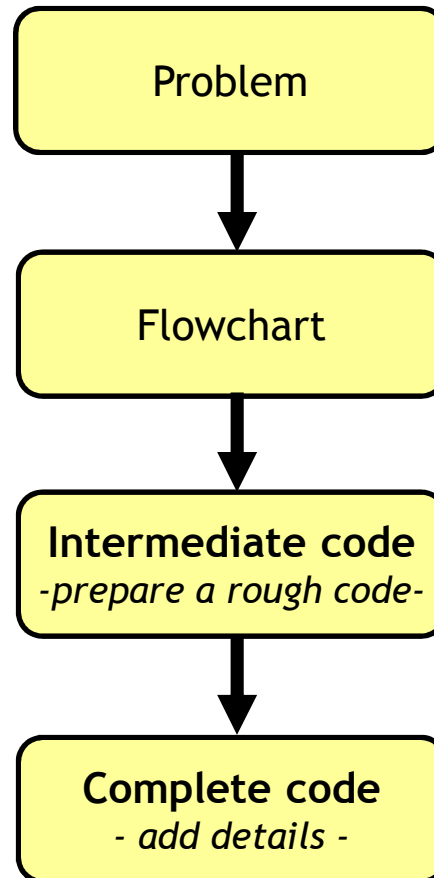 Problem
Flowchart
Intermediate code
-prepare a rough code-
Complete code
- add details -